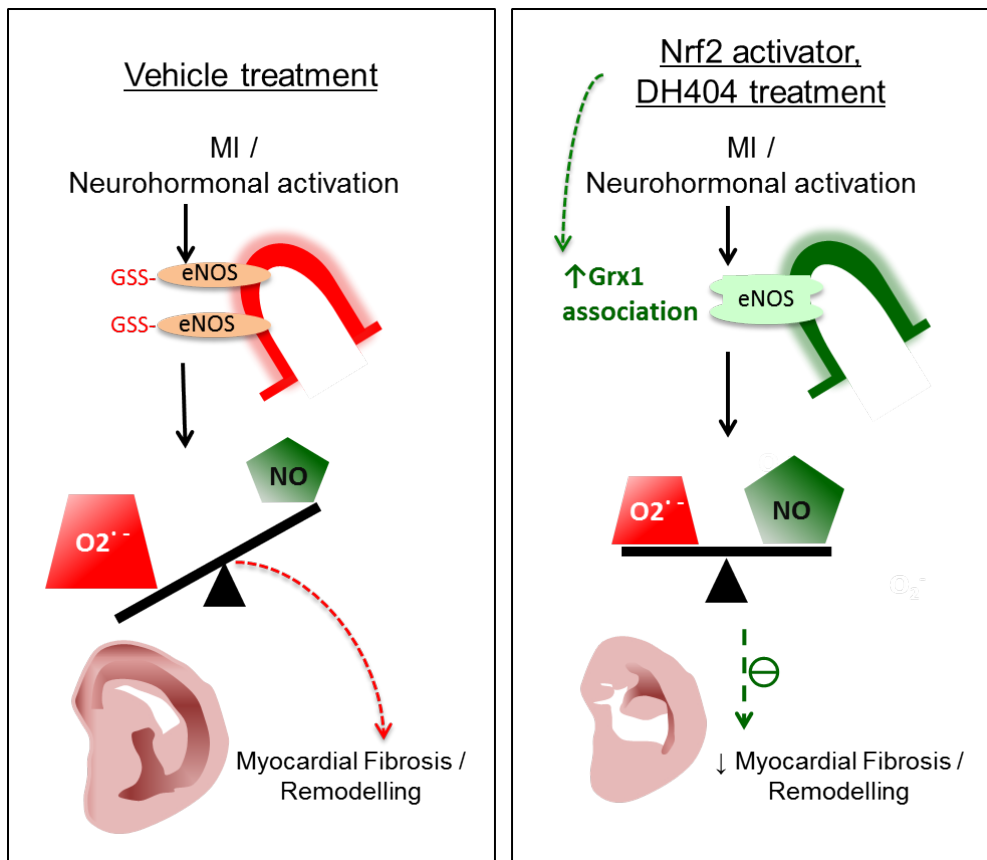 Vehicle treatment
MI /
Neurohormonal activation
GSS- eNOS
GSS- eNOS
NO
O2˙ -
Myocardial Fibrosis /
Remodelling
Nrf2 activator,
DH404 treatment
MI /
Neurohormonal activation
↑Grx1
association
eNOS
O2˙ -
NO
O₂˙-
↓ Myocardial Fibrosis /
Remodelling